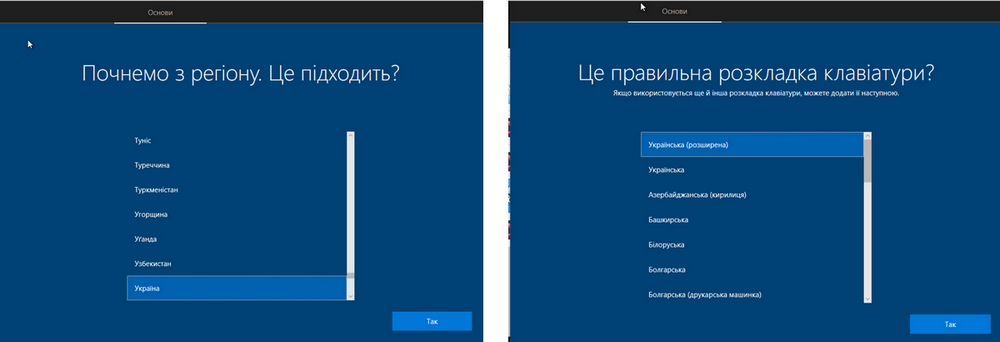 Основи
Почнемо з регіону. Це підходить?
Туніс
Туреччина
Туркменістан
Угорщина
Уганда
Узбекистан
Україна
Так
Основи
Це правильна розкладка клавіатури?
Якщо використовується ще й інша розкладка клавіатури, можете додати її наступною.
Українська (розширена)
Українська
Азербайджанська (кирилиця)
Башкирська
Білоруська
Болгарська
Болгарська (друкарська машинка)
Так